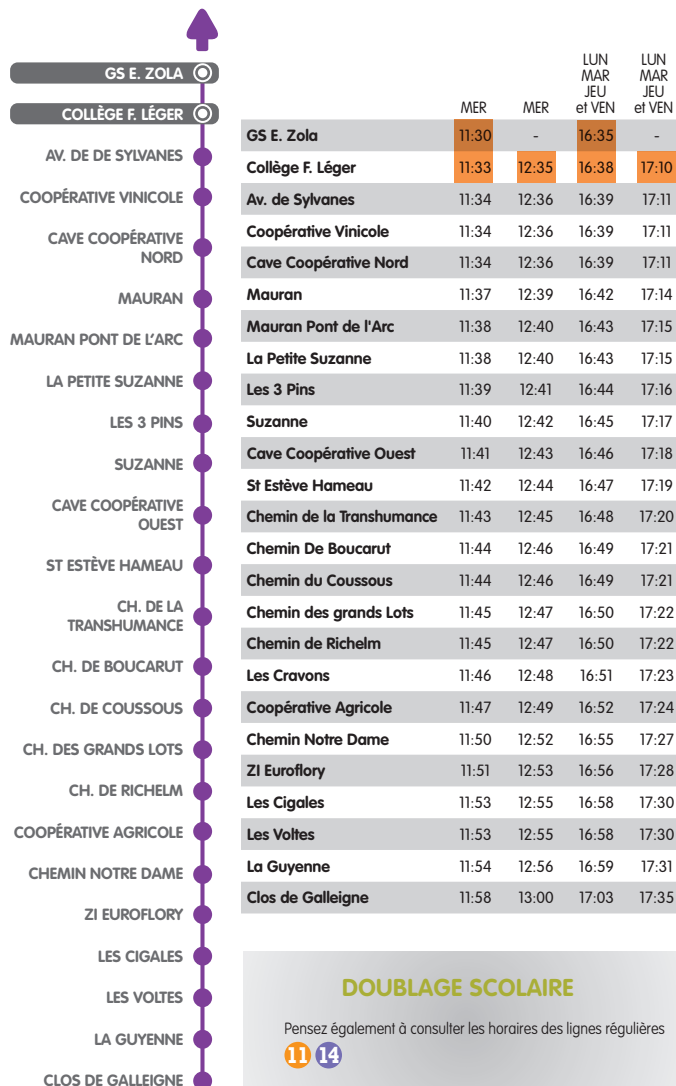 GS E. ZOLA
COLLÈGE F. LÉGER
AV. DE DE SYLVANES
COOPÉRATIVE VINICOLE
CAVE COOPÉRATIVE
NORD
MAURAN
MAURAN PONT DE L'ARC
LA PETITE SUZANNE
LES 3 PINS
SUZANNE
CAVE COOPÉRATIVE
OUEST
ST ESTÈVE HAMEAU
CH. DE LA
TRANSHUMANCE
CH. DE BOUCARUT
CH. DE COUSSOUS
CH. DES GRANDS LOTS
CH. DE RICHELM
COOPÉRATIVE AGRICOLE
CHEMIN NOTRE DAME
ZI EUROFLORY
LES CIGALES
LES VOLTES
LA GUYENNE
CLOS DE GALLEIGNE
LUN LUN
MAR MAR
JEU JEU
MER MER et VEN et VEN
GS E. Zola 11:30 - 16:35 -
Collège F. Léger 11:33 12:35 16:38 17:10
Av. de Sylvanes 11:34 12:36 16:39 17:11
Coopérative Vinicole 11:34 12:36 16:39 17:11
Cave Coopérative Nord 11:34 12:36 16:39 17:11
Mauran 11:37 12:39 16:42 17:14
Mauran Pont de l'Arc 11:38 12:40 16:43 17:15
La Petite Suzanne 11:38 12:40 16:43 17:15
Les 3 Pins 11:39 12:41 16:44 17:16
Suzanne 11:40 12:42 16:45 17:17
Cave Coopérative Ouest 11:41 12:43 16:46 17:18
St Estève Hameau 11:42 12:44 16:47 17:19
Chemin de la Transhumance 11:43 12:45 16:48 17:20
Chemin De Boucarut 11:44 12:46 16:49 17:21
Chemin du Coussous 11:44 12:46 16:49 17:21
Chemin des grands Lots 11:45 12:47 16:50 17:22
Chemin de Richelm 11:45 12:47 16:50 17:22
Les Cravons 11:46 12:48 16:51 17:23
Coopérative Agricole 11:47 12:49 16:52 17:24
Chemin Notre Dame 11:50 12:52 16:55 17:27
ZI Euroflory 11:51 12:53 16:56 17:28
Les Cigales 11:53 12:55 16:58 17:30
Les Voltes 11:53 12:55 16:58 17:30
La Guyenne 11:54 12:56 16:59 17:31
Clos de Galleigne 11:58 13:00 17:03 17:35
DOUBLAGE SCOLAIRE
Pensez également à consulter les horaires des lignes régulières
11 14